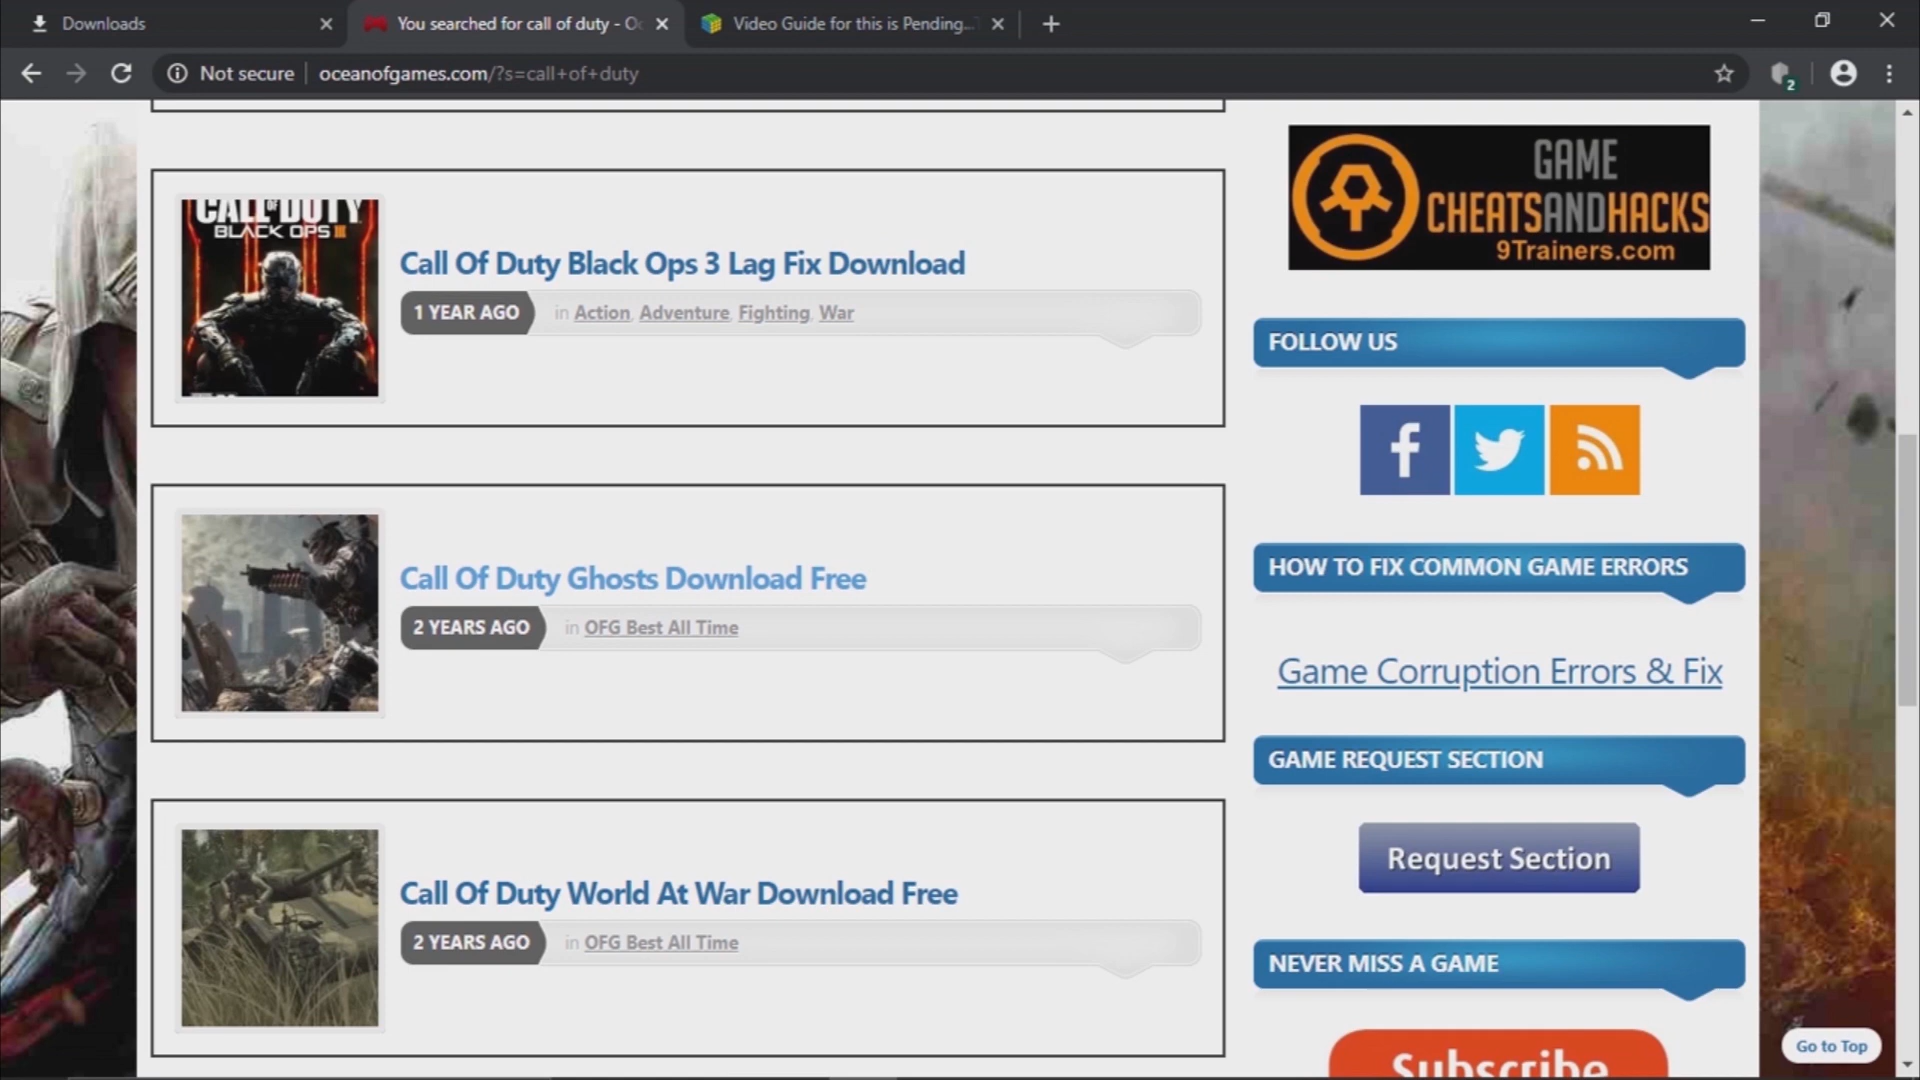 Downloads
You searched for call of duty - Oc
Video Guide for this is Pending...
Not secure
oceanofgames.com/?s=call+of+duty
2
CALL OF DUTY
BLACK OPS III
Call Of Duty Black Ops 3 Lag Fix Download
1 YEAR AGO
in Action, Adventure, Fighting, War
Call Of Duty Ghosts Download Free
2 YEARS AGO
in OFG Best All Time
Call Of Duty World At War Download Free
2 YEARS AGO
in OFG Best All Time
GAME
CHEATSANDHACKS
9Trainers.com
FOLLOW US
HOW TO FIX COMMON GAME ERRORS
Game Corruption Errors & Fix
GAME REQUEST SECTION
Request Section
NEVER MISS A GAME
Subscribe
Go to Top